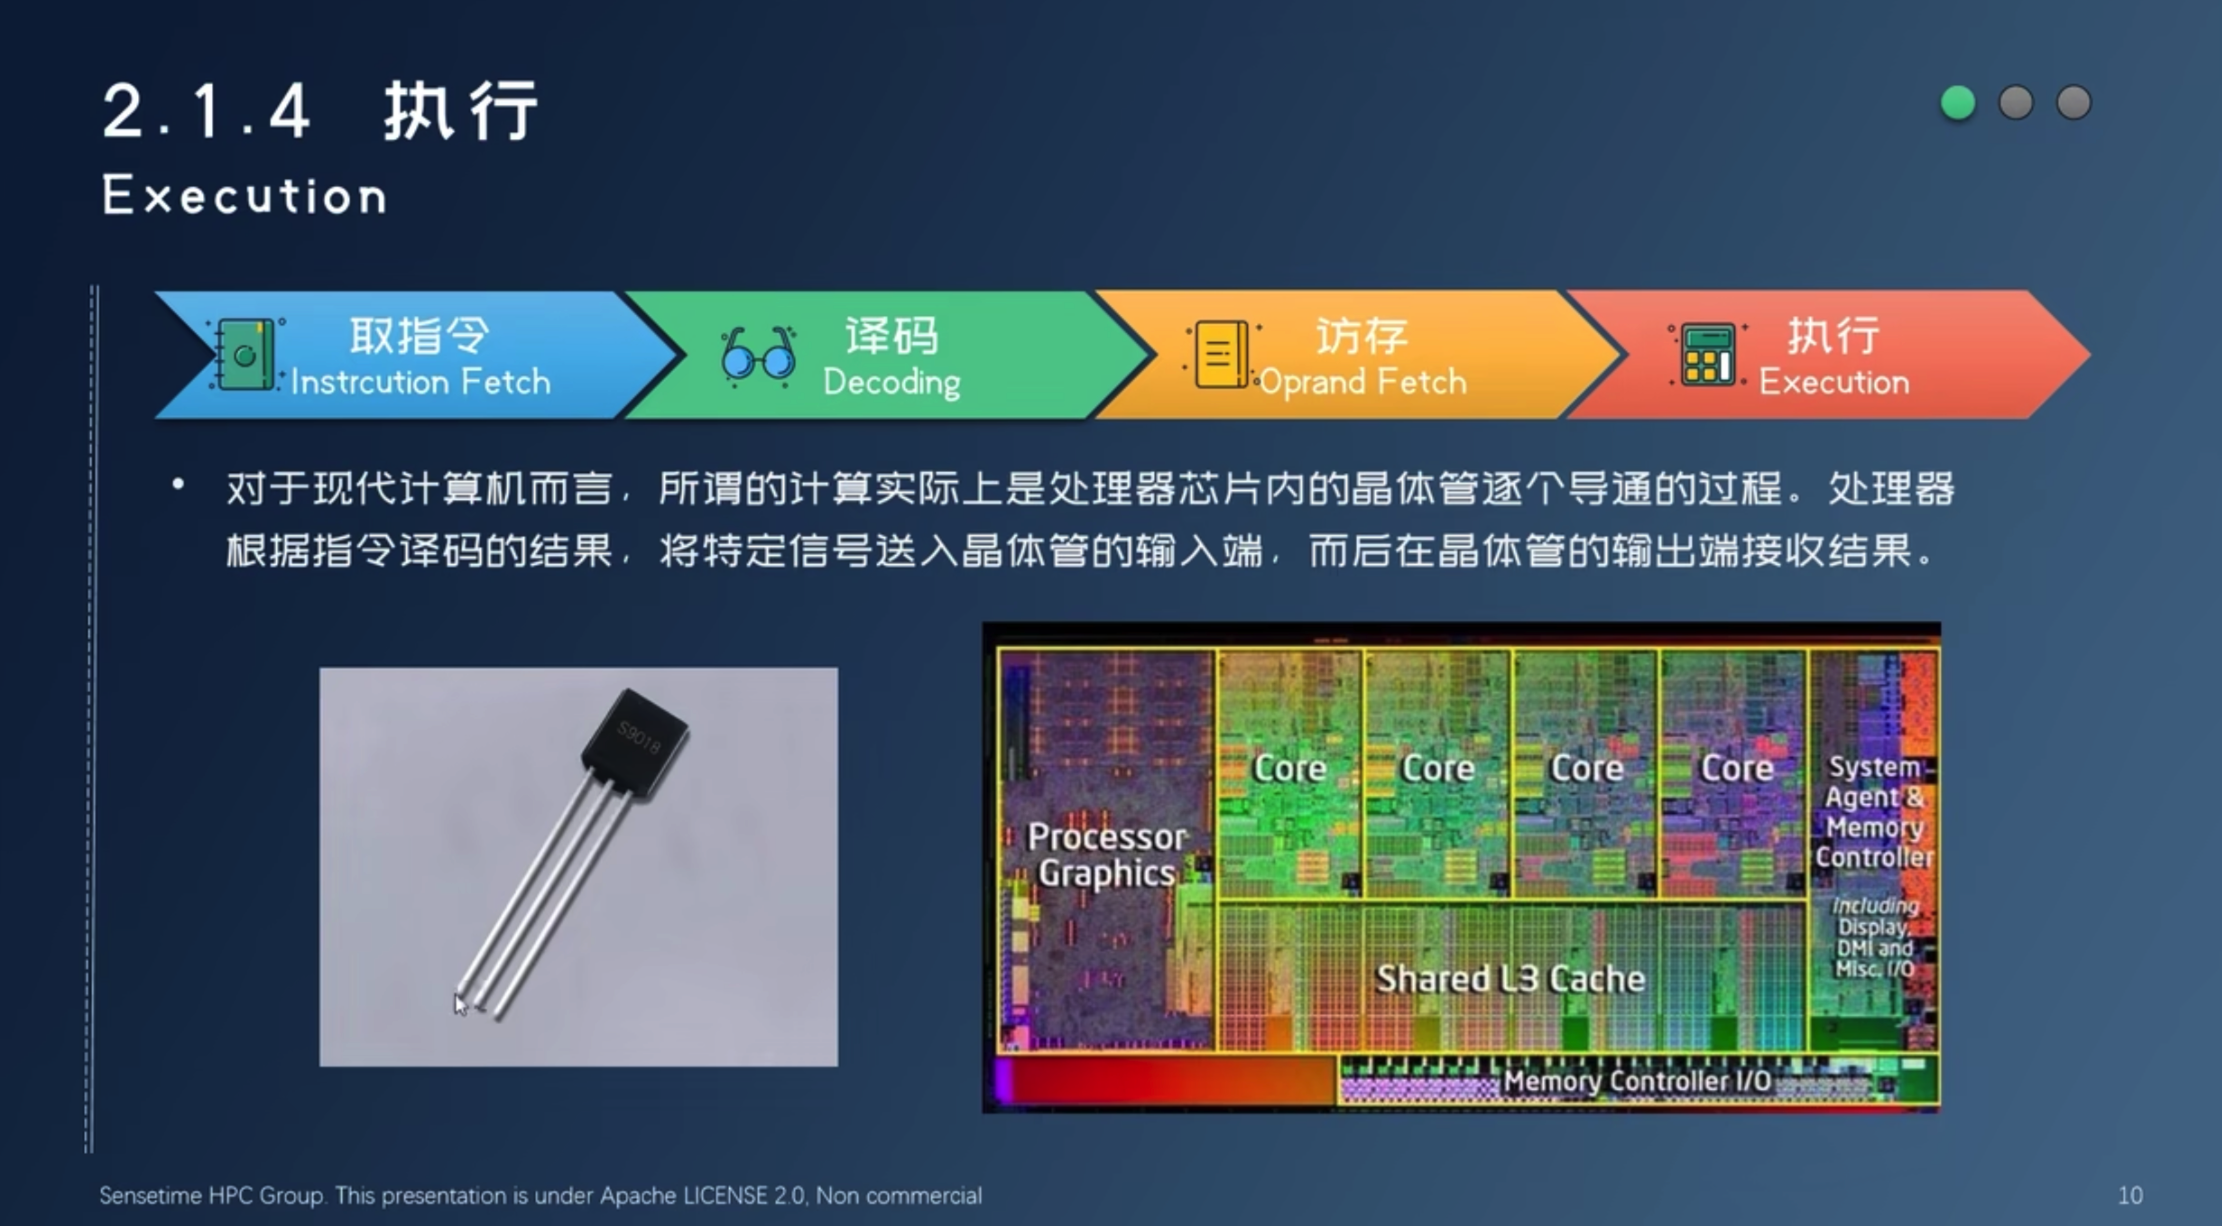 2.1.4 执行
Execution
取指令
Instrcution Fetch
译码
Decoding
访存
Oprand Fetch
执行
Execution
• 对于现代计算机而言，所谓的计算实际上是处理器芯片内的晶体管逐个导通的过程。处理器
根据指令译码的结果，将特定信号送入晶体管的输入端，而后在晶体管的输出端接收结果。
S9018
Processor
Graphics
Core
Core
Core
Core
System
Agent &
Memory
Controller
Including
Display,
DMI and
Misc. I/O
Shared L3 Cache
Memory Controller I/O
Sensetime HPC Group. This presentation is under Apache LICENSE 2.0, Non commercial
10